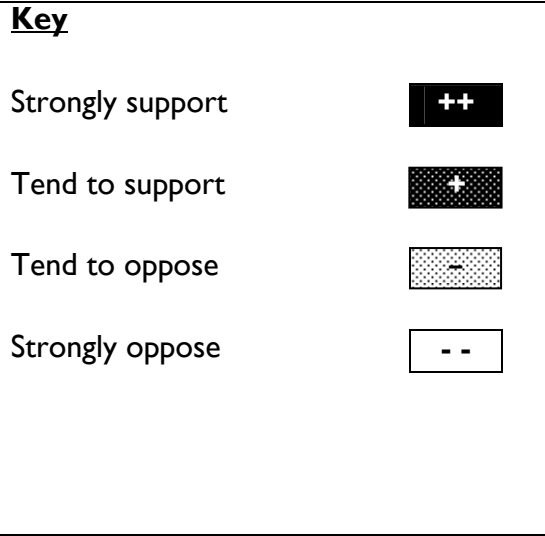 Key
Strongly support ++
Tend to support +
Tend to oppose -
Strongly oppose - -